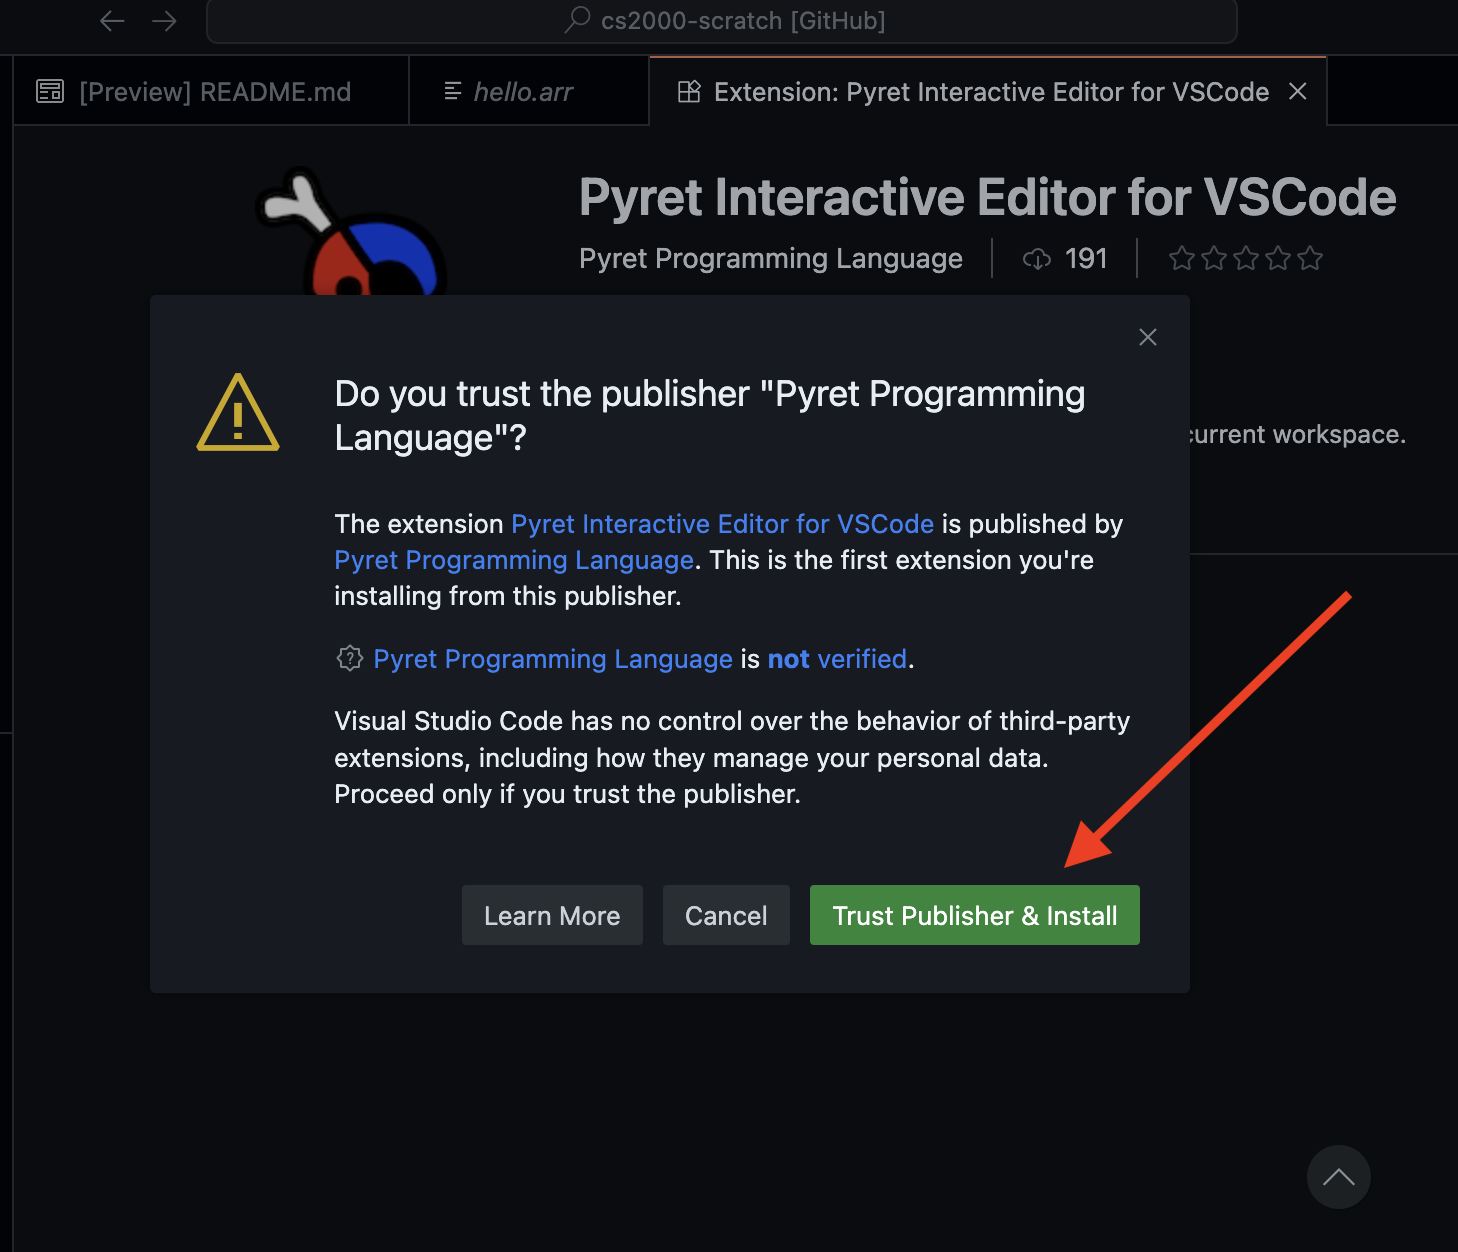 cs2000-scratch [GitHub]
[Preview] README.md
hello.arr
Extension: Pyret Interactive Editor for VSCode
Pyret Interactive Editor for VSCode
Pyret Programming Language
191
current workspace.
Do you trust the publisher "Pyret Programming
Language"?
The extension Pyret Interactive Editor for VSCode is published by
Pyret Programming Language. This is the first extension you're
installing from this publisher.
Pyret Programming Language is not verified.
Visual Studio Code has no control over the behavior of third-party
extensions, including how they manage your personal data.
Proceed only if you trust the publisher.
Learn More
Cancel
Trust Publisher & Install